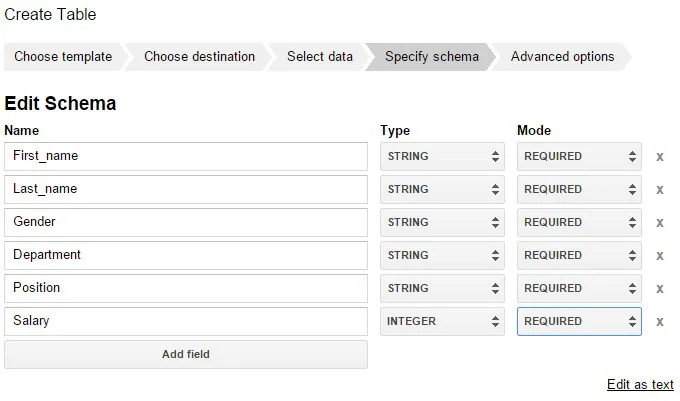 Create Table
Choose template Choose destination Select data Specify schema Advanced options
Edit Schema
Name Type Mode
First_name STRING REQUIRED x
Last_name STRING REQUIRED x
Gender STRING REQUIRED x
Department STRING REQUIRED x
Position STRING REQUIRED x
Salary INTEGER REQUIRED x
Add field
Edit as text